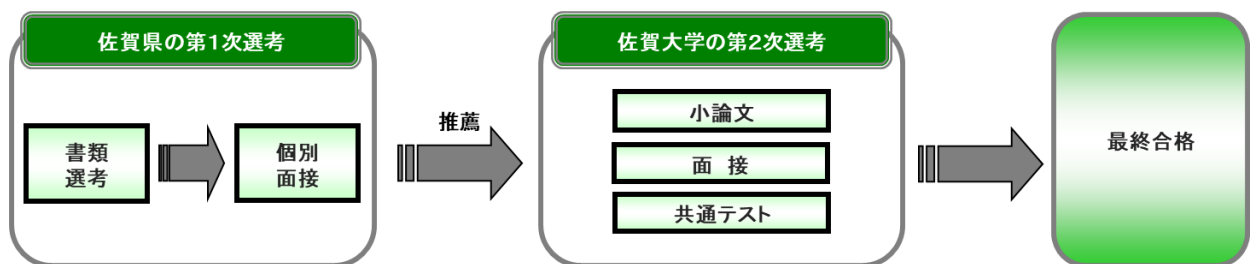 佐賀県の第1次選考
書類
選考
個別
面接
推薦
佐賀大学の第2次選考
小論文
面 接
共通テスト
最終合格